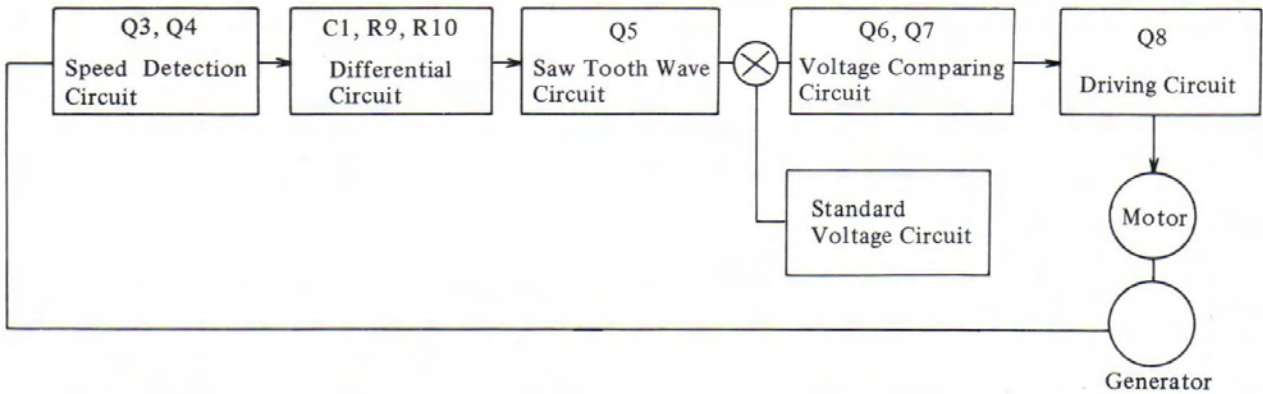 Q3, Q4
Speed Detection
Circuit
C1, R9, R10
Differential
Circuit
Q5
Saw Tooth Wave
Circuit
Q6, Q7
Voltage Comparing
Circuit
Q8
Driving Circuit
Standard
Voltage Circuit
Motor
Generator